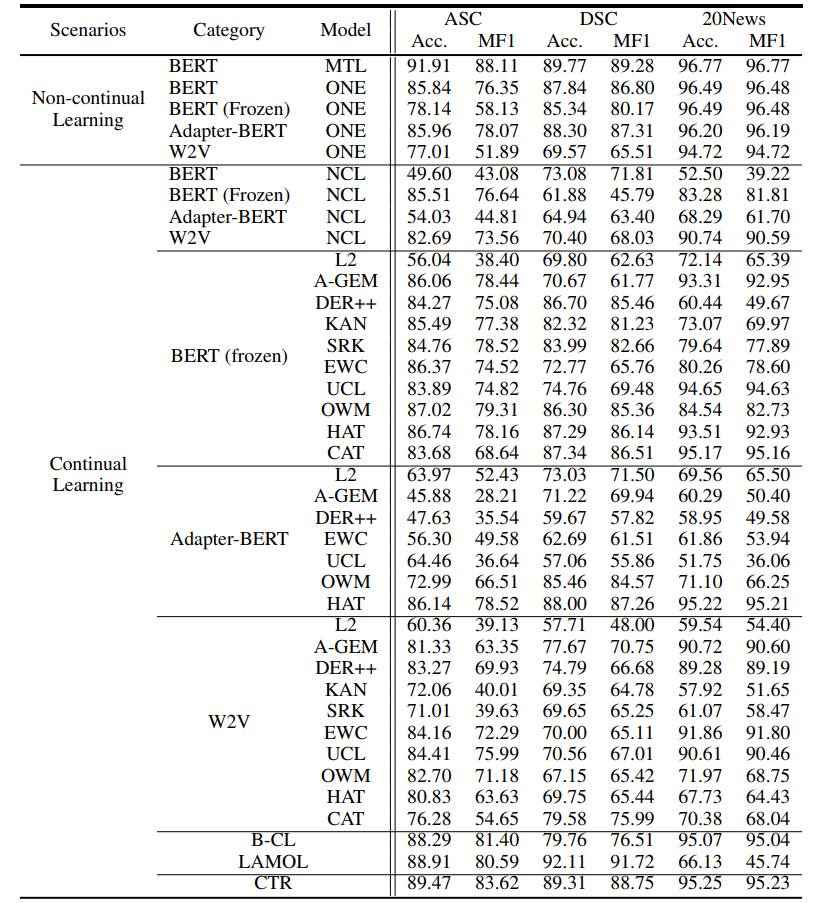 Scenarios Category Model ASC DSC 20News
Acc. MF1 Acc. MF1 Acc. MF1
BERT MTL 91.91 88.11 89.77 89.28 96.77 96.77
Non-continual Learning BERT ONE 85.84 76.35 87.84 86.80 96.49 96.48
BERT (Frozen) ONE 78.14 58.13 85.34 80.17 96.49 96.48
Adapter-BERT ONE 85.96 78.07 88.30 87.31 96.20 96.19
W2V ONE 77.01 51.89 69.57 65.51 94.72 94.72
BERT NCL 49.60 43.08 73.08 71.81 52.50 39.22
BERT (Frozen) NCL 85.51 76.64 61.88 45.79 83.28 81.81
Adapter-BERT NCL 54.03 44.81 64.94 63.40 68.29 61.70
W2V NCL 82.69 73.56 70.40 68.03 90.74 90.59
L2 56.04 38.40 69.80 62.63 72.14 65.39
A-GEM 86.06 78.44 70.67 61.77 93.31 92.95
DER++ 84.27 75.08 86.70 85.46 60.44 49.67
KAN 85.49 77.38 82.32 81.23 73.07 69.97
BERT (frozen) SRK 84.76 78.52 83.99 82.66 79.64 77.89
EWC 86.37 74.52 72.77 65.76 80.26 78.60
UCL 83.89 74.82 74.76 69.48 94.65 94.63
OWM 87.02 79.31 86.30 85.36 84.54 82.73
HAT 86.74 78.16 87.29 86.14 93.51 92.93
Continual Learning CAT 83.68 68.64 87.34 86.51 95.17 95.16
L2 63.97 52.43 73.03 71.50 69.56 65.50
A-GEM 45.88 28.21 71.22 69.94 60.29 50.40
DER++ 47.63 35.54 59.67 57.82 58.95 49.58
Adapter-BERT EWC 56.30 49.58 62.69 61.51 61.86 53.94
UCL 64.46 36.64 57.06 55.86 51.75 36.06
OWM 72.99 66.51 85.46 84.57 71.10 66.25
HAT 86.14 78.52 88.00 87.26 95.22 95.21
L2 60.36 39.13 57.71 48.00 59.54 54.40
A-GEM 81.33 63.35 77.67 70.75 90.72 90.60
DER++ 83.27 69.93 74.79 66.68 89.28 89.19
KAN 72.06 40.01 69.35 64.78 57.92 51.65
W2V SRK 71.01 39.63 69.65 65.25 61.07 58.47
EWC 84.16 72.29 70.00 65.11 91.86 91.80
UCL 84.41 75.99 70.56 67.01 90.61 90.46
OWM 82.70 71.18 67.15 65.42 71.97 68.75
HAT 80.83 63.63 69.75 65.44 67.73 64.43
CAT 76.28 54.65 79.58 75.99 70.38 68.04
B-CL 88.29 81.40 79.76 76.51 95.07 95.04
LAMOL 88.91 80.59 92.11 91.72 66.13 45.74
CTR 89.47 83.62 89.31 88.75 95.25 95.23